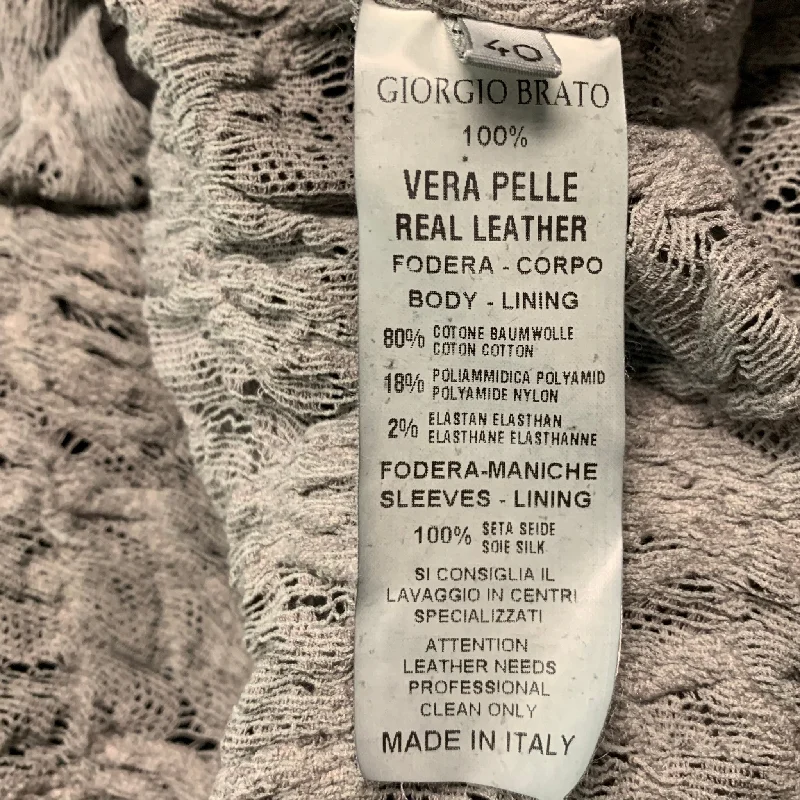 40
GIORGIO BRATO
100%
VERA PELLE
REAL LEATHER
FODERA - CORPO
BODY - LINING
80% COTONE BAUMWOLLE
COTON COTTON
18% POLIAMMIDICA POLYAMID
POLYAMIDE NYLON
2% ELASTAN ELASTHAN
ELASTHANE ELASTHANNE
FODERA-MANICHE
SLEEVES - LINING
100% SETA SEIDE
SOIE SILK
SI CONSIGLIA IL
LAVAGGIO IN CENTRI
SPECIALIZZATI
ATTENTION
LEATHER NEEDS
PROFESSIONAL
CLEAN ONLY
MADE IN ITALY